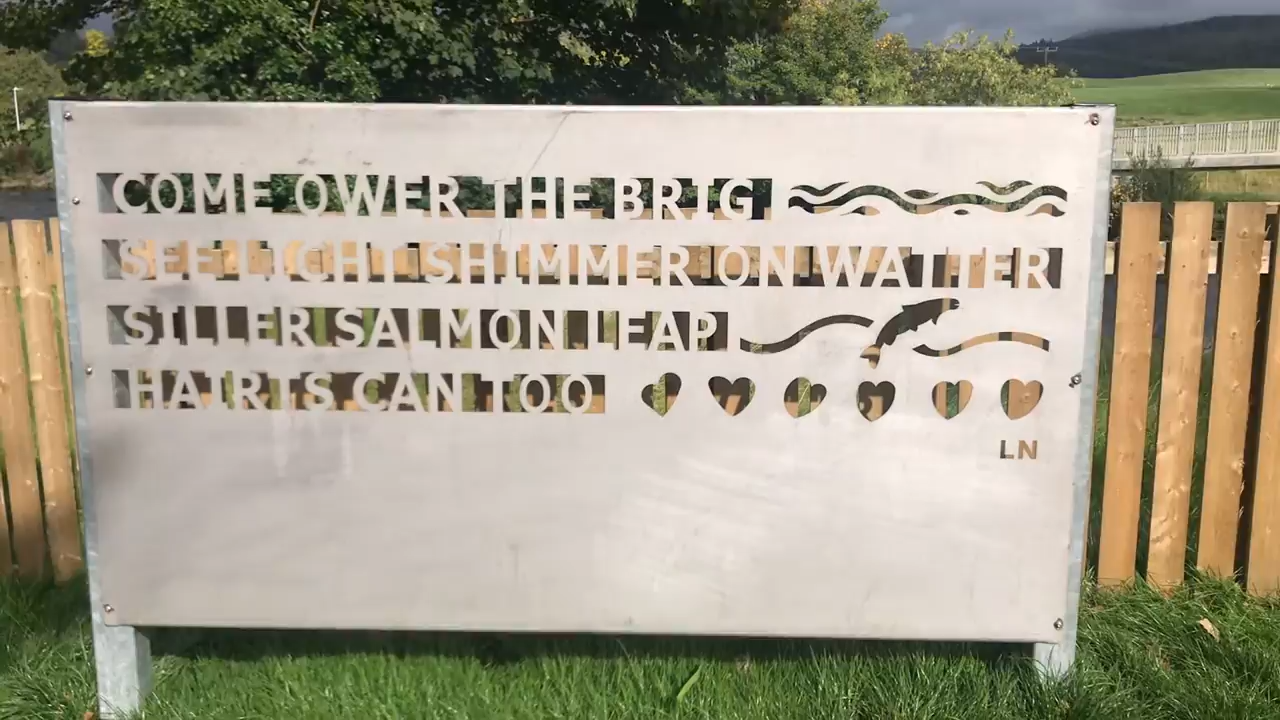 COME OWER THE BRIG
SEE LICHT SHIMMER ON WATTER
SILLER SALMON LEAP
HAIRTS CAN TOO
LN